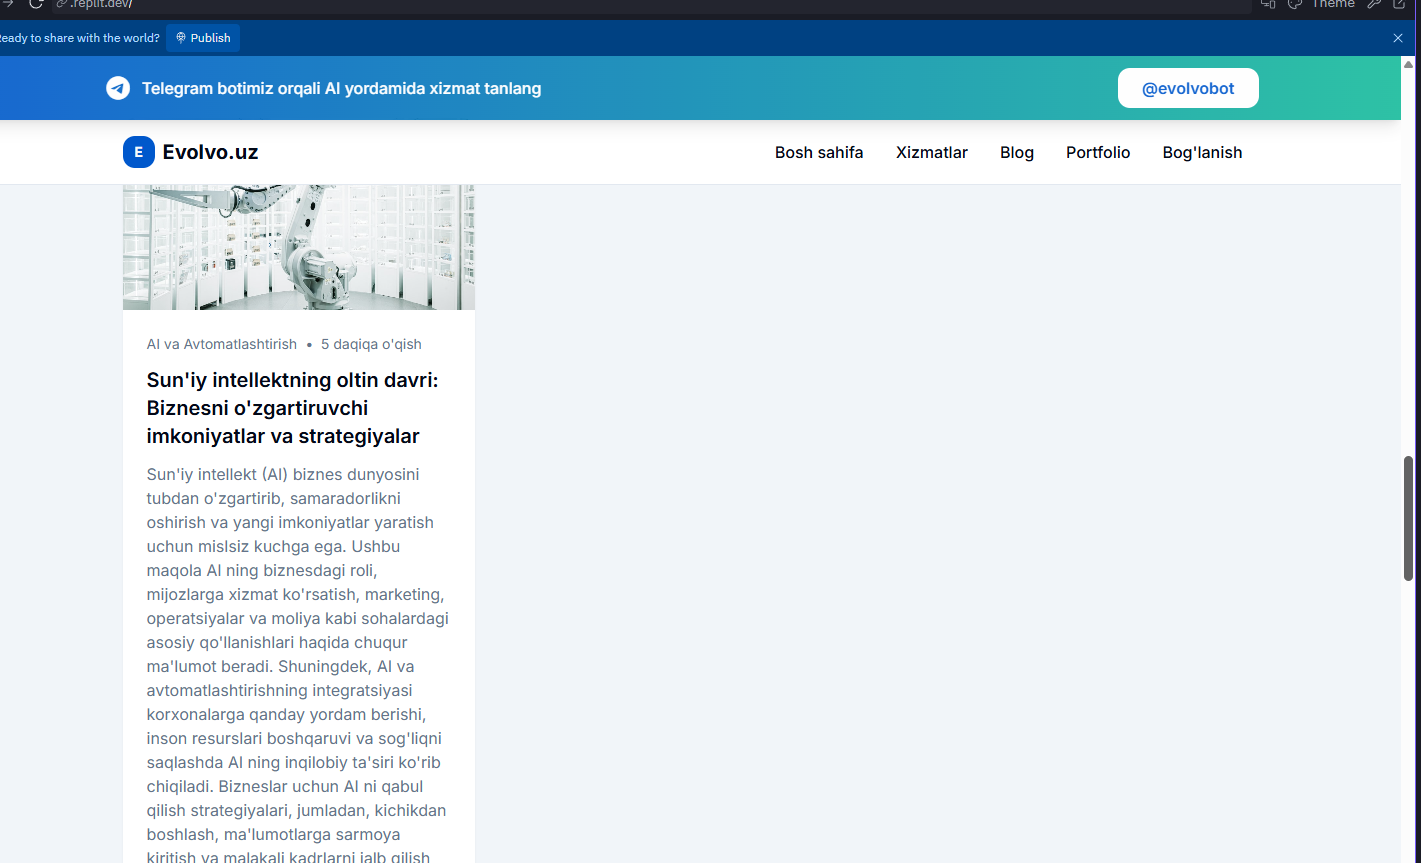 .replit.dev/
Theme
eady to share with the world?
Publish
Telegram botimiz orqali AI yordamida xizmat tanlang
@evolvobot
E Evolvo.uz
Bosh sahifa
Xizmatlar
Blog
Portfolio
Bog'lanish
AI va Avtomatlashtirish • 5 daqiqa o'qish
Sun'iy intellektning oltin davri:
Biznesni o'zgartiruvchi
imkoniyatlar va strategiyalar
Sun'iy intellekt (AI) biznes dunyosini
tubdan o'zgartirib, samaradorlikni
oshirish va yangi imkoniyatlar yaratish
uchun mislsiz kuchga ega. Ushbu
maqola AI ning biznesdagi roli,
mijozlarga xizmat ko'rsatish, marketing,
operatsiyalar va moliya kabi sohalardagi
asosiy qo'llanishlari haqida chuqur
ma'lumot beradi. Shuningdek, AI va
avtomatlashtirishning integratsiyasi
korxonalarga qanday yordam berishi,
inson resurslari boshqaruvi va sog'liqni
saqlashda AI ning inqilobiy ta'siri ko'rib
chiqiladi. Bizneslar uchun AI ni qabul
qilish strategiyalari, jumladan, kichikdan
boshlash, ma'lumotlarga sarmoya
kiritish va malakali kadrlarni jalb qilish